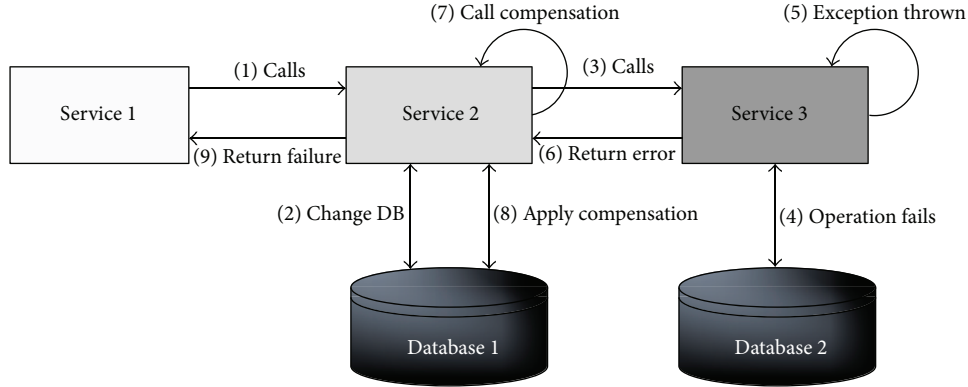 (7) Call compensation
(5) Exception thrown
(1) Calls
(3) Calls
Service 1
Service 2
Service 3
(9) Return failure
(6) Return error
(2) Change DB
(8) Apply compensation
(4) Operation fails
Database 1
Database 2